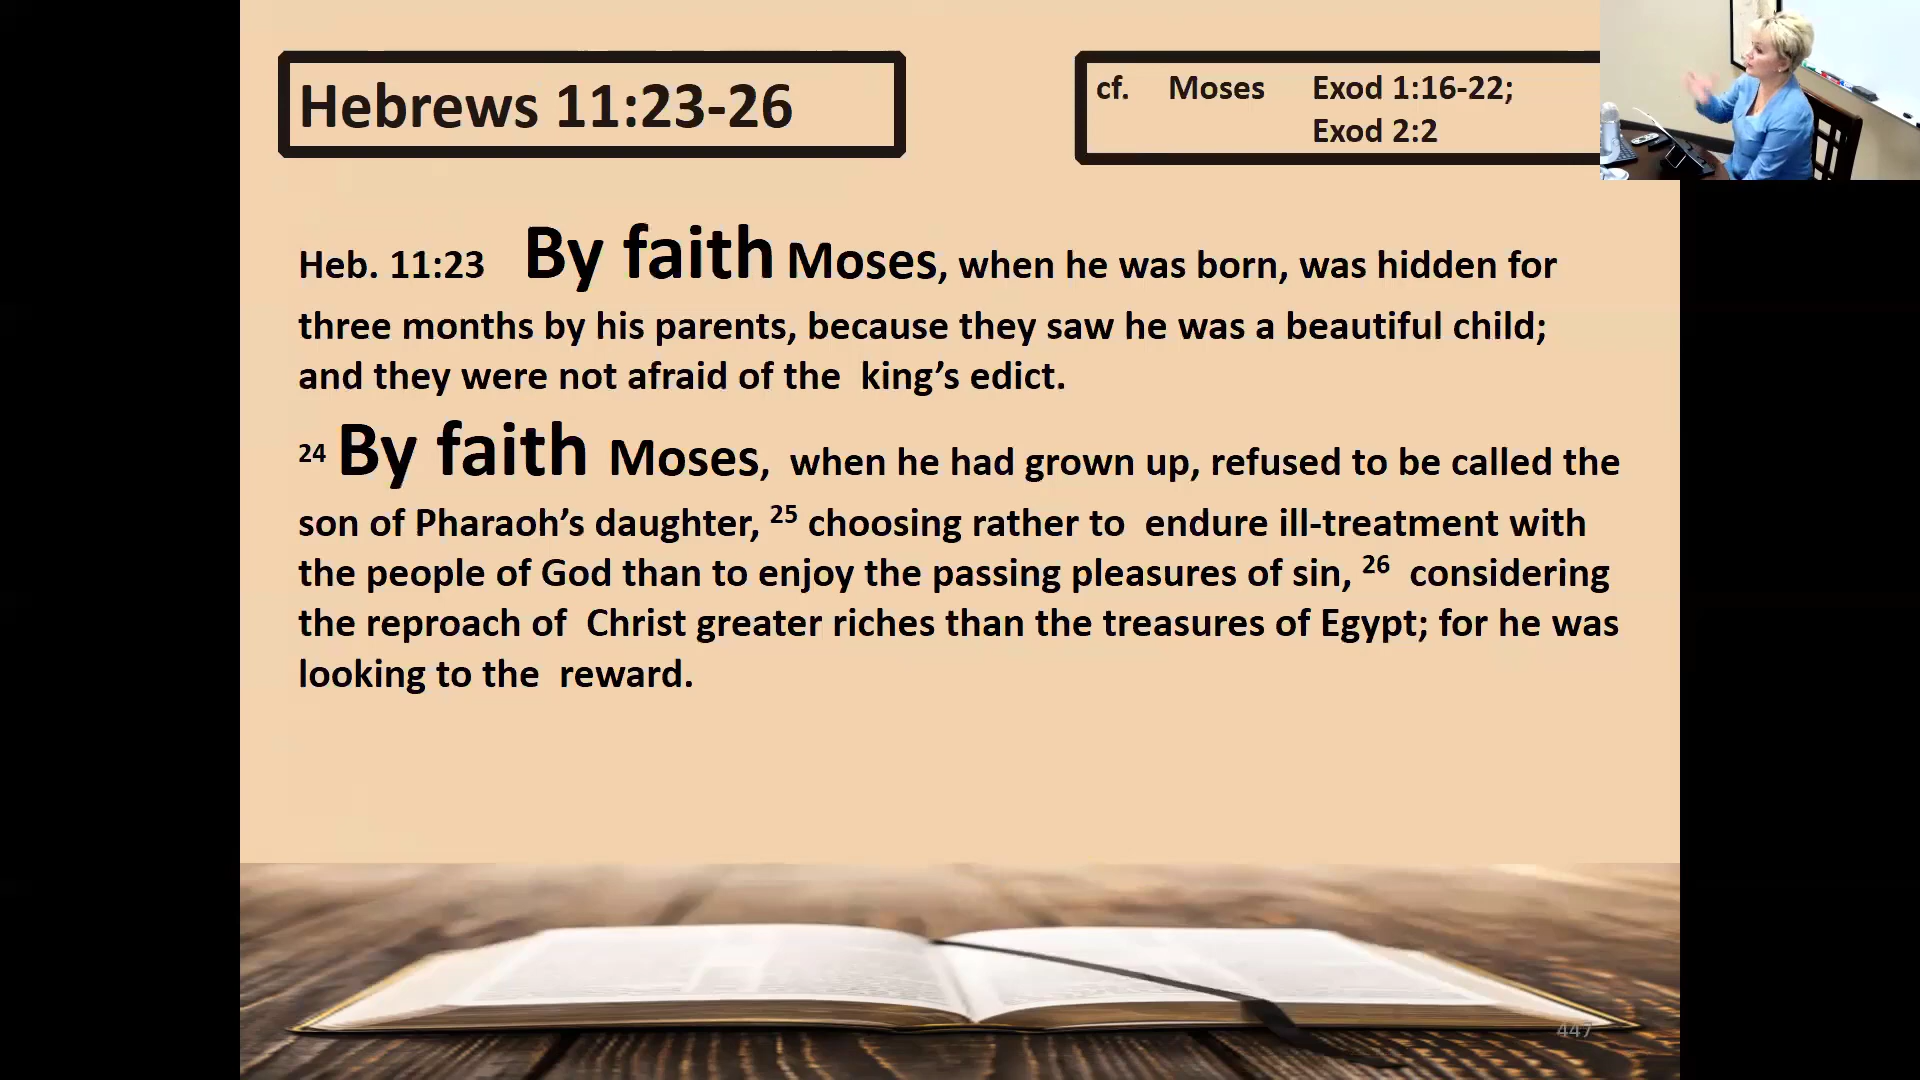 Hebrews 11:23-26
cf. Moses Exod 1:16-22;
Exod 2:2
Heb. 11:23 By faith Moses, when he was born, was hidden for
three months by his parents, because they saw he was a beautiful child;
and they were not afraid of the king’s edict.
24 By faith Moses, when he had grown up, refused to be called the
son of Pharaoh’s daughter, 25 choosing rather to endure ill-treatment with
the people of God than to enjoy the passing pleasures of sin, 26 considering
the reproach of Christ greater riches than the treasures of Egypt; for he was
looking to the reward.
447